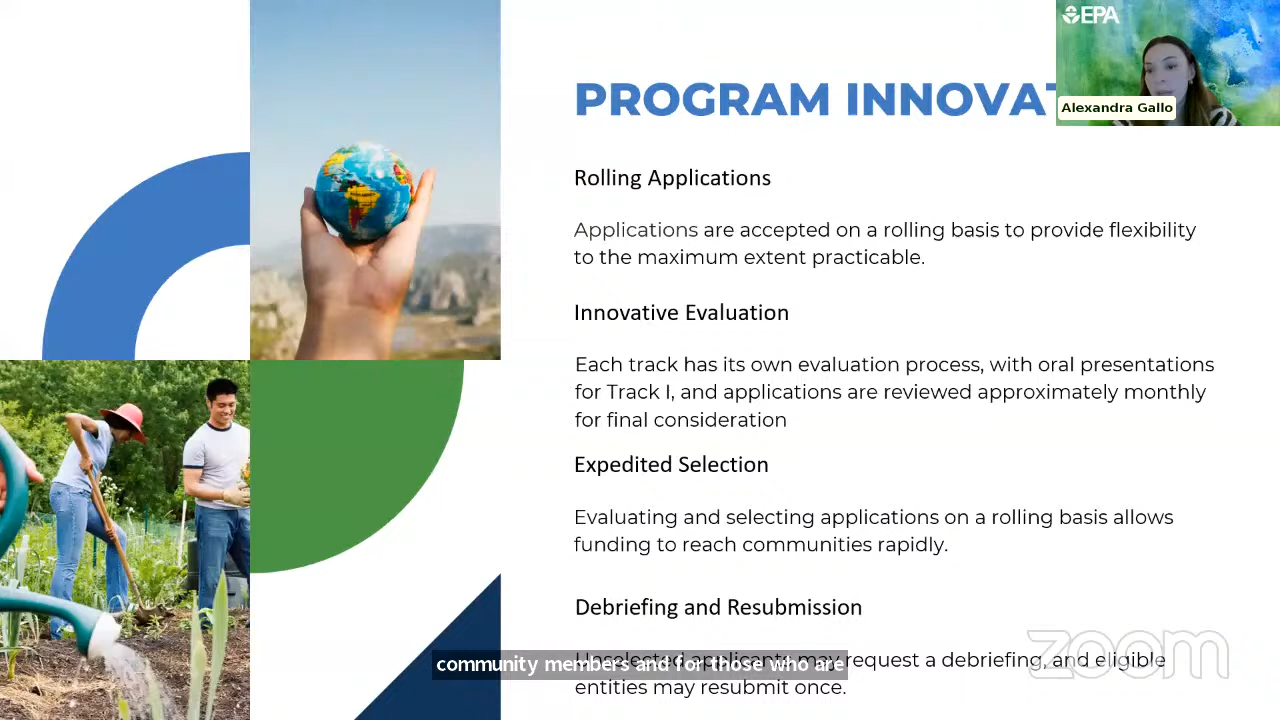 EPA
PROGRAM INNOVAT
Alexandra Gallo
Rolling Applications
Applications are accepted on a rolling basis to provide flexibility
to the maximum extent practicable.
Innovative Evaluation
Each track has its own evaluation process, with oral presentations
for Track I, and applications are reviewed approximately monthly
for final consideration
Expedited Selection
Evaluating and selecting applications on a rolling basis allows
funding to reach communities rapidly.
Debriefing and Resubmission
Unselected applicants may request a debriefing, and eligible
community members and for those who are
entities may resubmit once.
zoom